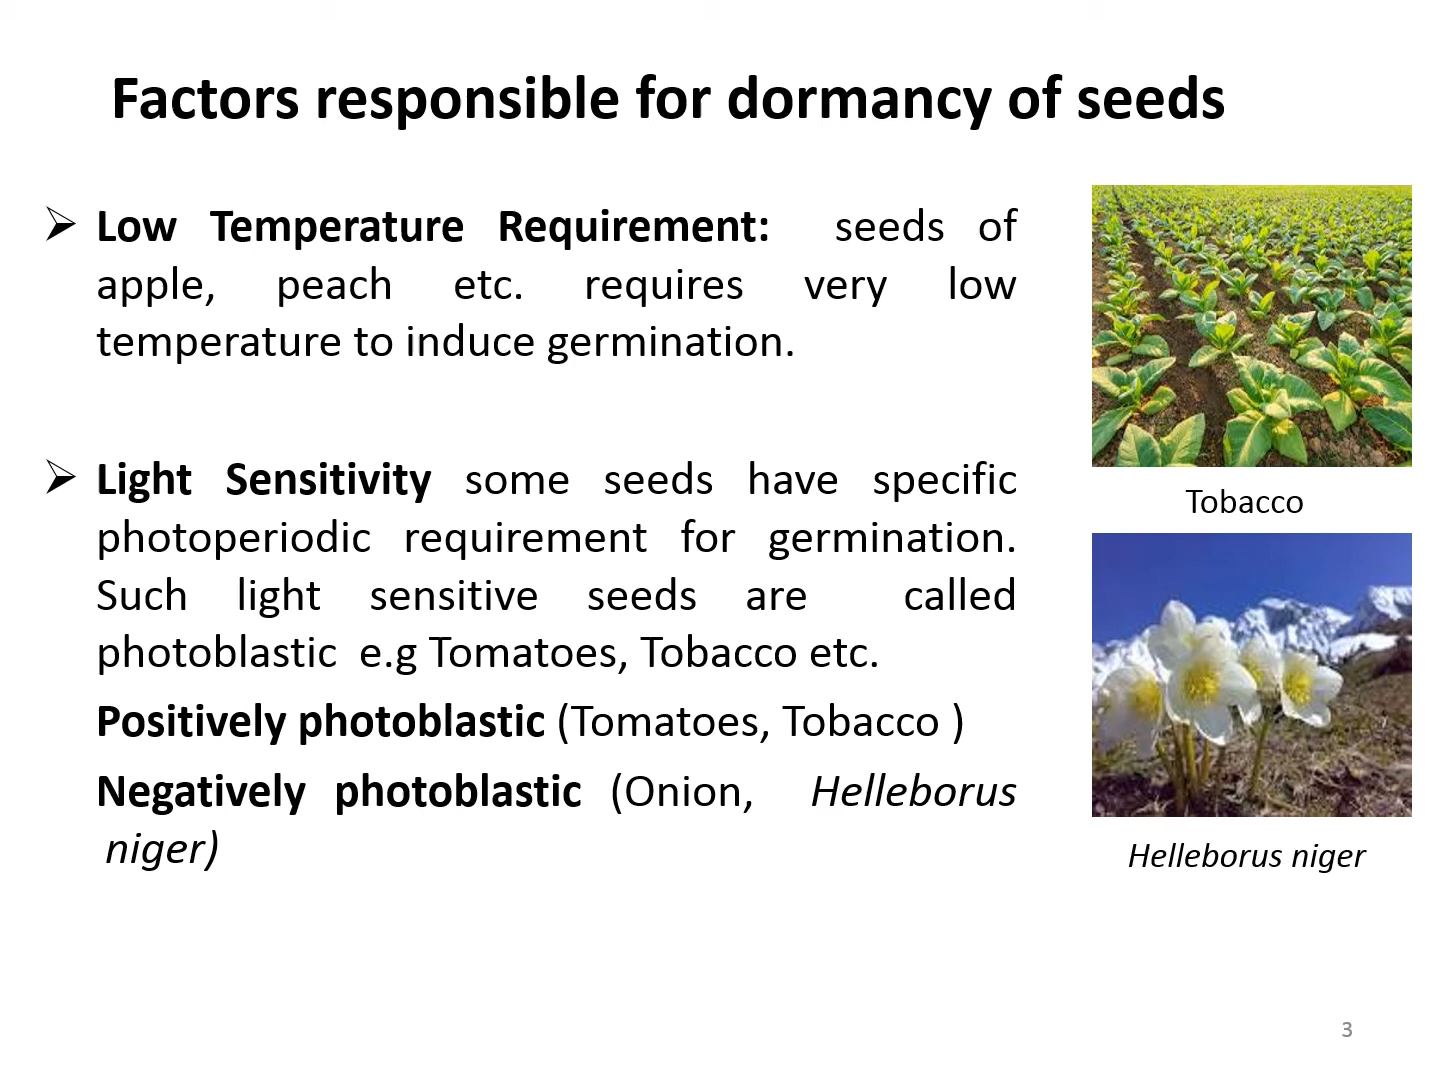 Factors responsible for dormancy of seeds
➢ Low Temperature Requirement: seeds of
apple, peach etc. requires very low
temperature to induce germination.
➢ Light Sensitivity some seeds have specific
photoperiodic requirement for germination.
Such light sensitive seeds are called
photoblastic e.g Tomatoes, Tobacco etc.
Positively photoblastic (Tomatoes, Tobacco )
Negatively photoblastic (Onion, Helleborus
niger)
Tobacco
Helleborus niger
3